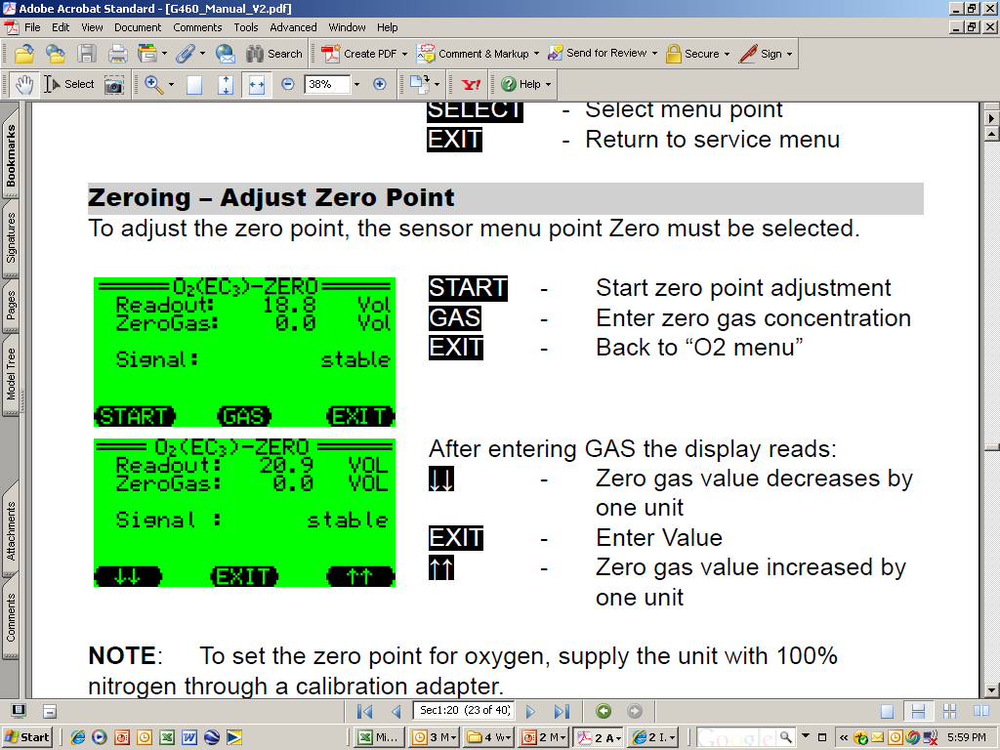 Adobe Acrobat Standard - [G460_Manual_V2.pdf]
File Edit View Document Comments Tools Advanced Window Help
Search Create PDF Comment & Markup Send for Review Secure Sign
Select 38% Y! Help
SELECT - Select menu point
EXIT - Return to service menu
Zeroing – Adjust Zero Point
To adjust the zero point, the sensor menu point Zero must be selected.
O₂(EC₃)-ZERO
Readout: 18.8 Vol
ZeroGas: 0.0 Vol
Signal: stable
START GAS EXIT
START - Start zero point adjustment
GAS - Enter zero gas concentration
EXIT - Back to “O2 menu”
O₂(EC₃)-ZERO
Readout: 20.9 VOL
ZeroGas: 0.0 VOL
Signal : stable
↓↓ EXIT ↑↑
After entering GAS the display reads:
↓↓ - Zero gas value decreases by
one unit
EXIT - Enter Value
↑↑ - Zero gas value increased by
one unit
NOTE: To set the zero point for oxygen, supply the unit with 100%
nitrogen through a calibration adapter.
Bookmarks
Signatures
Pages
Model Tree
Attachments
Comments
Sec1:20 (23 of 40)
Start Mi... 3 M 4 W 2 M 2 A 2 I. Google « 5:59 PM